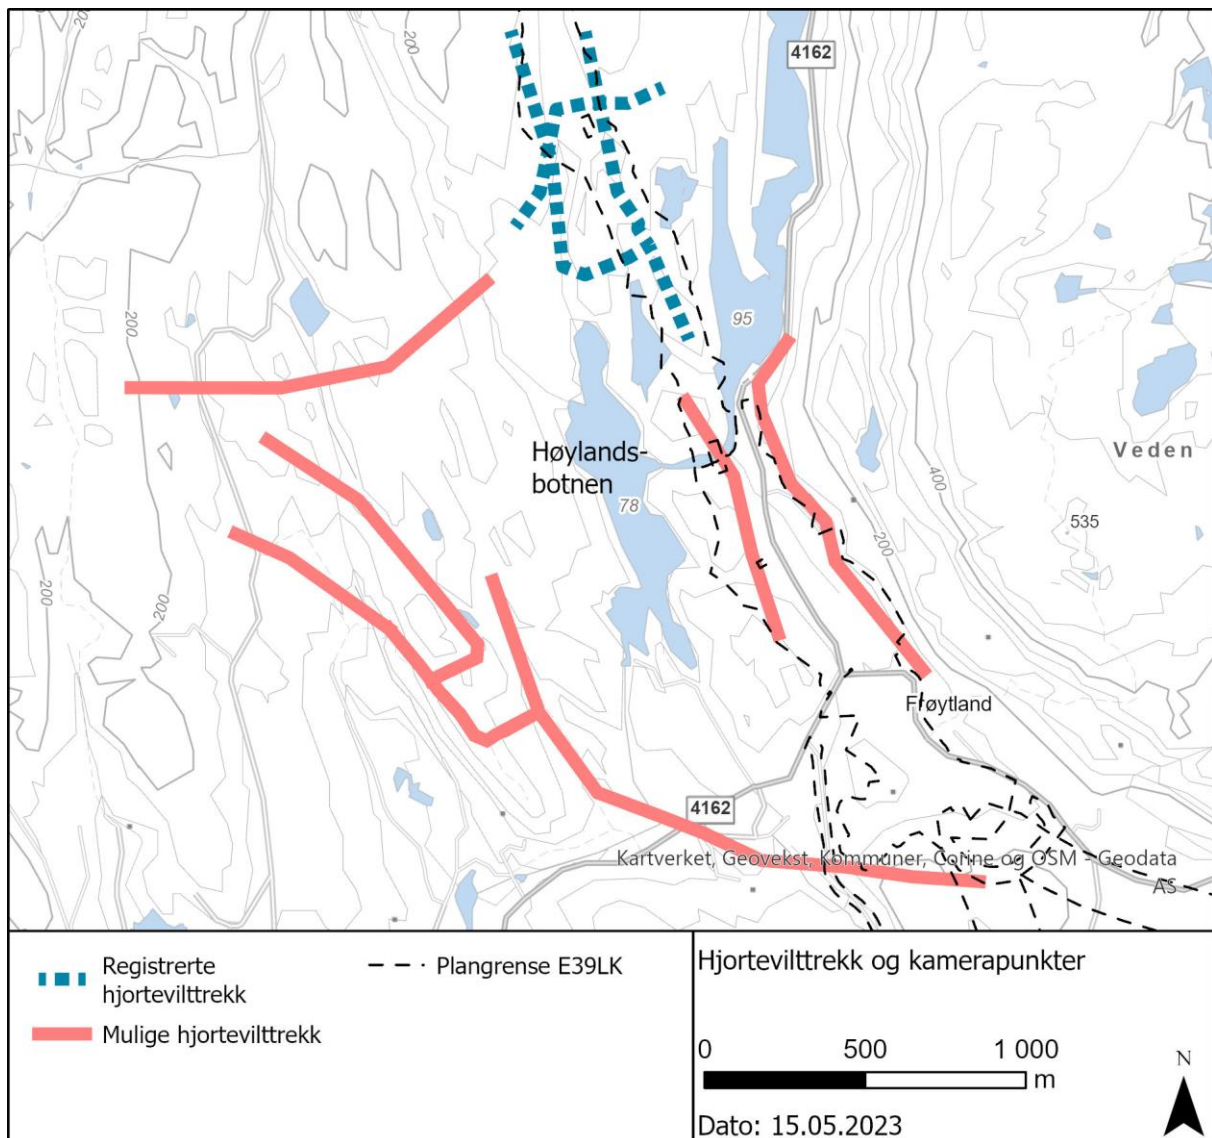 200
200
4162
200
95
Høylands-
botnen
78
Veden
400
535
200
200
200
Frøytland
4162
Kartverket, Geovekst, Kommuner, Corine og OSM - Geodata
AS
Registrerte
hjortevilttrekk
Plangrense E39LK
Mulige hjortevilttrekk
Hjortevilttrekk og kamerapunkter
0 500 1 000
m
N
Dato: 15.05.2023